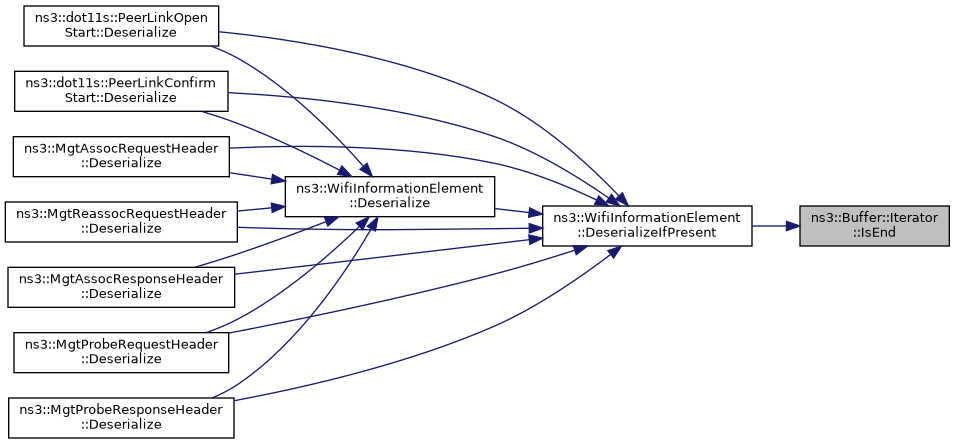 ns3::dot11s::PeerLinkOpen
Start::Deserialize
ns3::dot11s::PeerLinkConfirm
Start::Deserialize
ns3::MgtAssocRequestHeader
::Deserialize
ns3::MgtReassocRequestHeader
::Deserialize
ns3::MgtAssocResponseHeader
::Deserialize
ns3::MgtProbeRequestHeader
::Deserialize
ns3::MgtProbeResponseHeader
::Deserialize
ns3::WifiInformationElement
::Deserialize
ns3::WifiInformationElement
::DeserializeIfPresent
ns3::Buffer::Iterator
::IsEnd